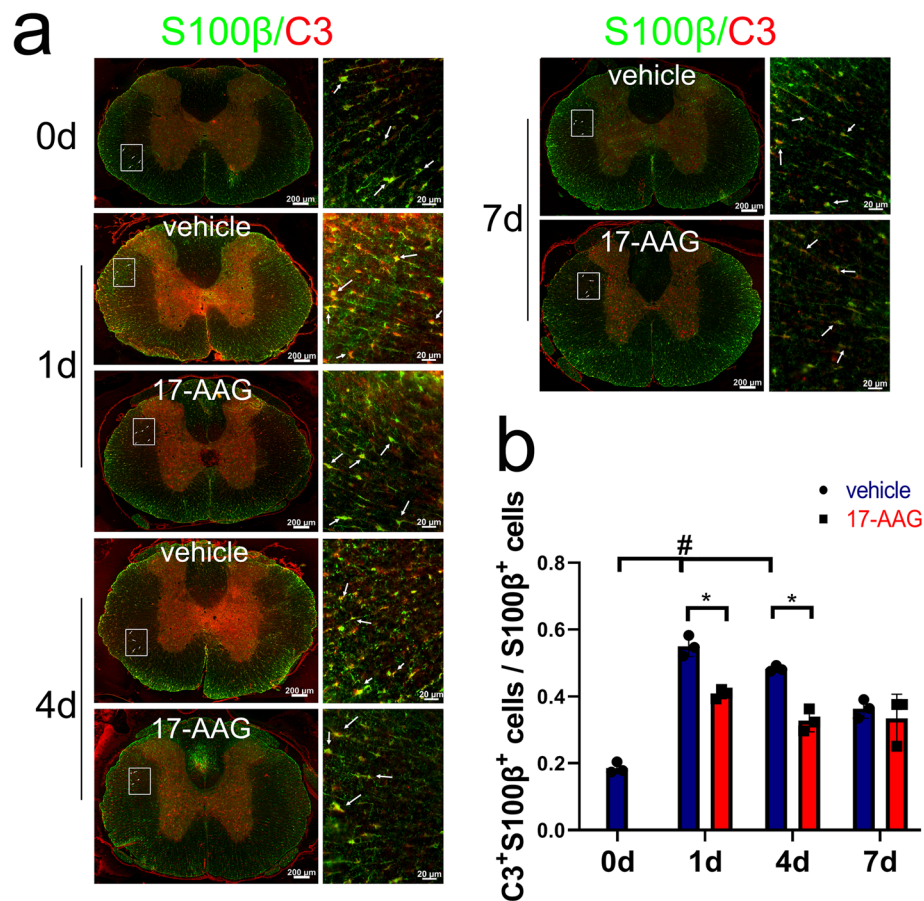 a
S100β/C3
S100β/C3
0d
200 μm
20 μm
1d
vehicle
200 μm
20 μm
17-AAG
200 μm
20 μm
4d
vehicle
200 μm
20 μm
17-AAG
200 μm
20 μm
7d
vehicle
200 μm
20 μm
17-AAG
200 μm
20 μm
b
vehicle
17-AAG
C3⁺S100β⁺ cells / S100β⁺ cells
0.8
0.6
0.4
0.2
0.0
#
*
*
0d 1d 4d 7d